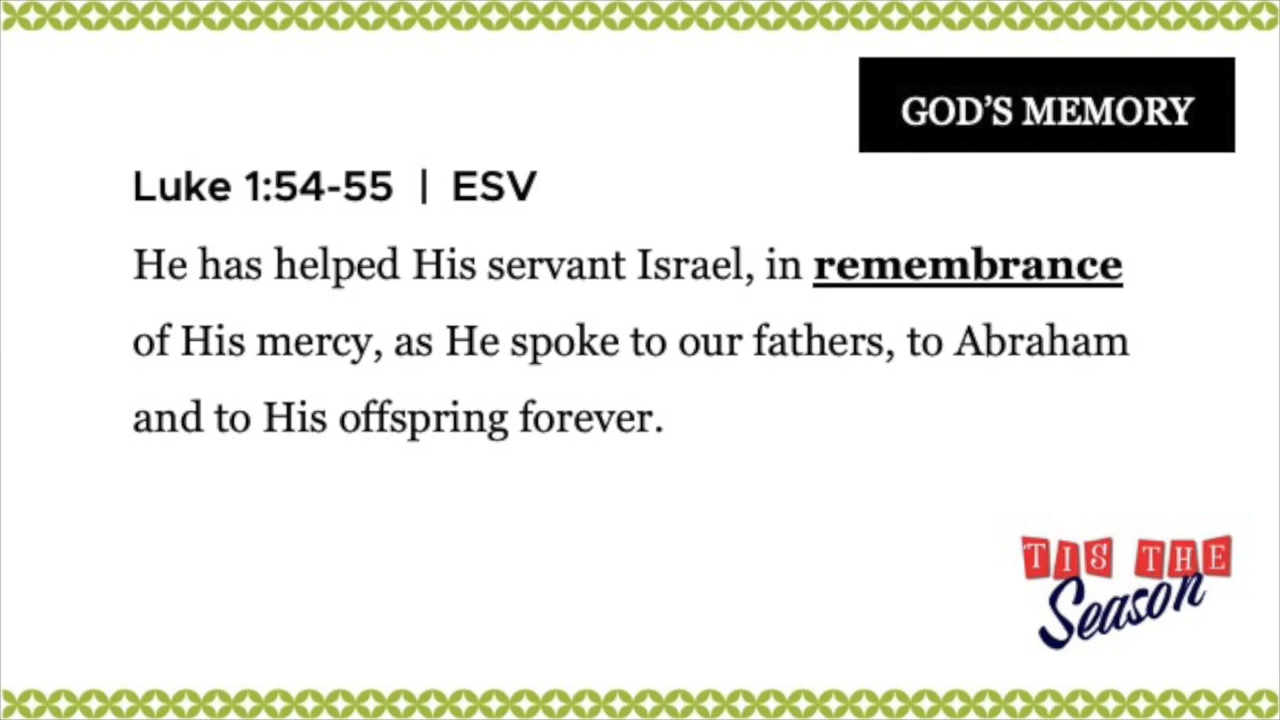 GOD’S MEMORY
Luke 1:54-55 | ESV
He has helped His servant Israel, in remembrance
of His mercy, as He spoke to our fathers, to Abraham
and to His offspring forever.
TIS THE
Season